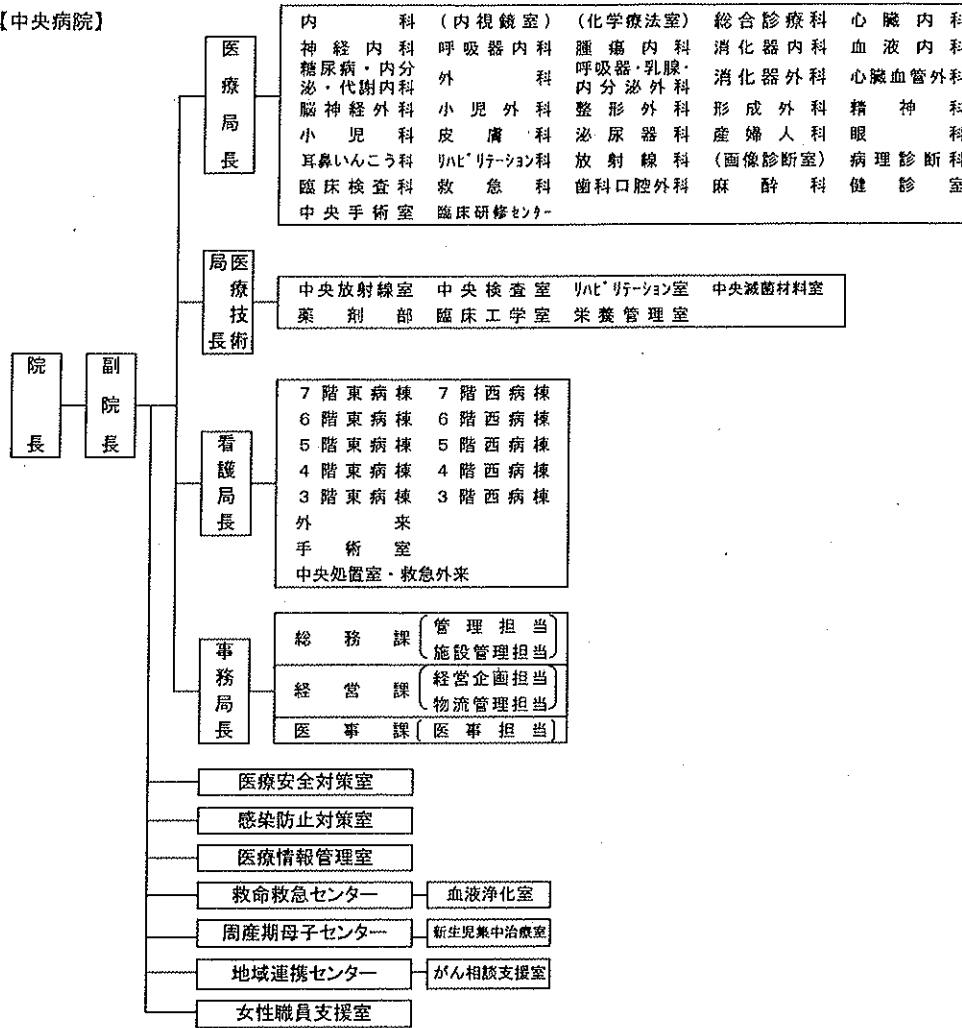 【中央病院】
院長
副院長
医療局長
内科 (内視鏡室) (化学療法室) 総合診療科 心臓内科
神経内科 呼吸器内科 腫瘍内科 消化器内科 血液内科
糖尿病・内分泌・代謝内科 外科 呼吸器・乳腺・内分泌外科 消化器外科 心臓血管外科
脳神経外科 小児外科 整形外科 形成外科 精神科
小児科 皮膚科 泌尿器科 産婦人科 眼科
耳鼻いんこう科 リハビリテーション科 放射線科 (画像診断室) 病理診断科
臨床検査科 救急科 歯科口腔外科 麻酔科 健診室
中央手術室 臨床研修センター
医療技術局長
中央放射線室 中央検査室 リハビリテーション室 中央滅菌材料室
薬剤部 臨床工学室 栄養管理室
看護局長
7階東病棟 7階西病棟
6階東病棟 6階西病棟
5階東病棟 5階西病棟
4階東病棟 4階西病棟
3階東病棟 3階西病棟
外来
手術室
中央処置室・救急外来
事務局長
総務課 管理担当
施設管理担当
経営課 経営企画担当
物流管理担当
医事課 医事担当
医療安全対策室
感染防止対策室
医療情報管理室
救命救急センター 血液浄化室
周産期母子センター 新生児集中治療室
地域連携センター がん相談支援室
女性職員支援室